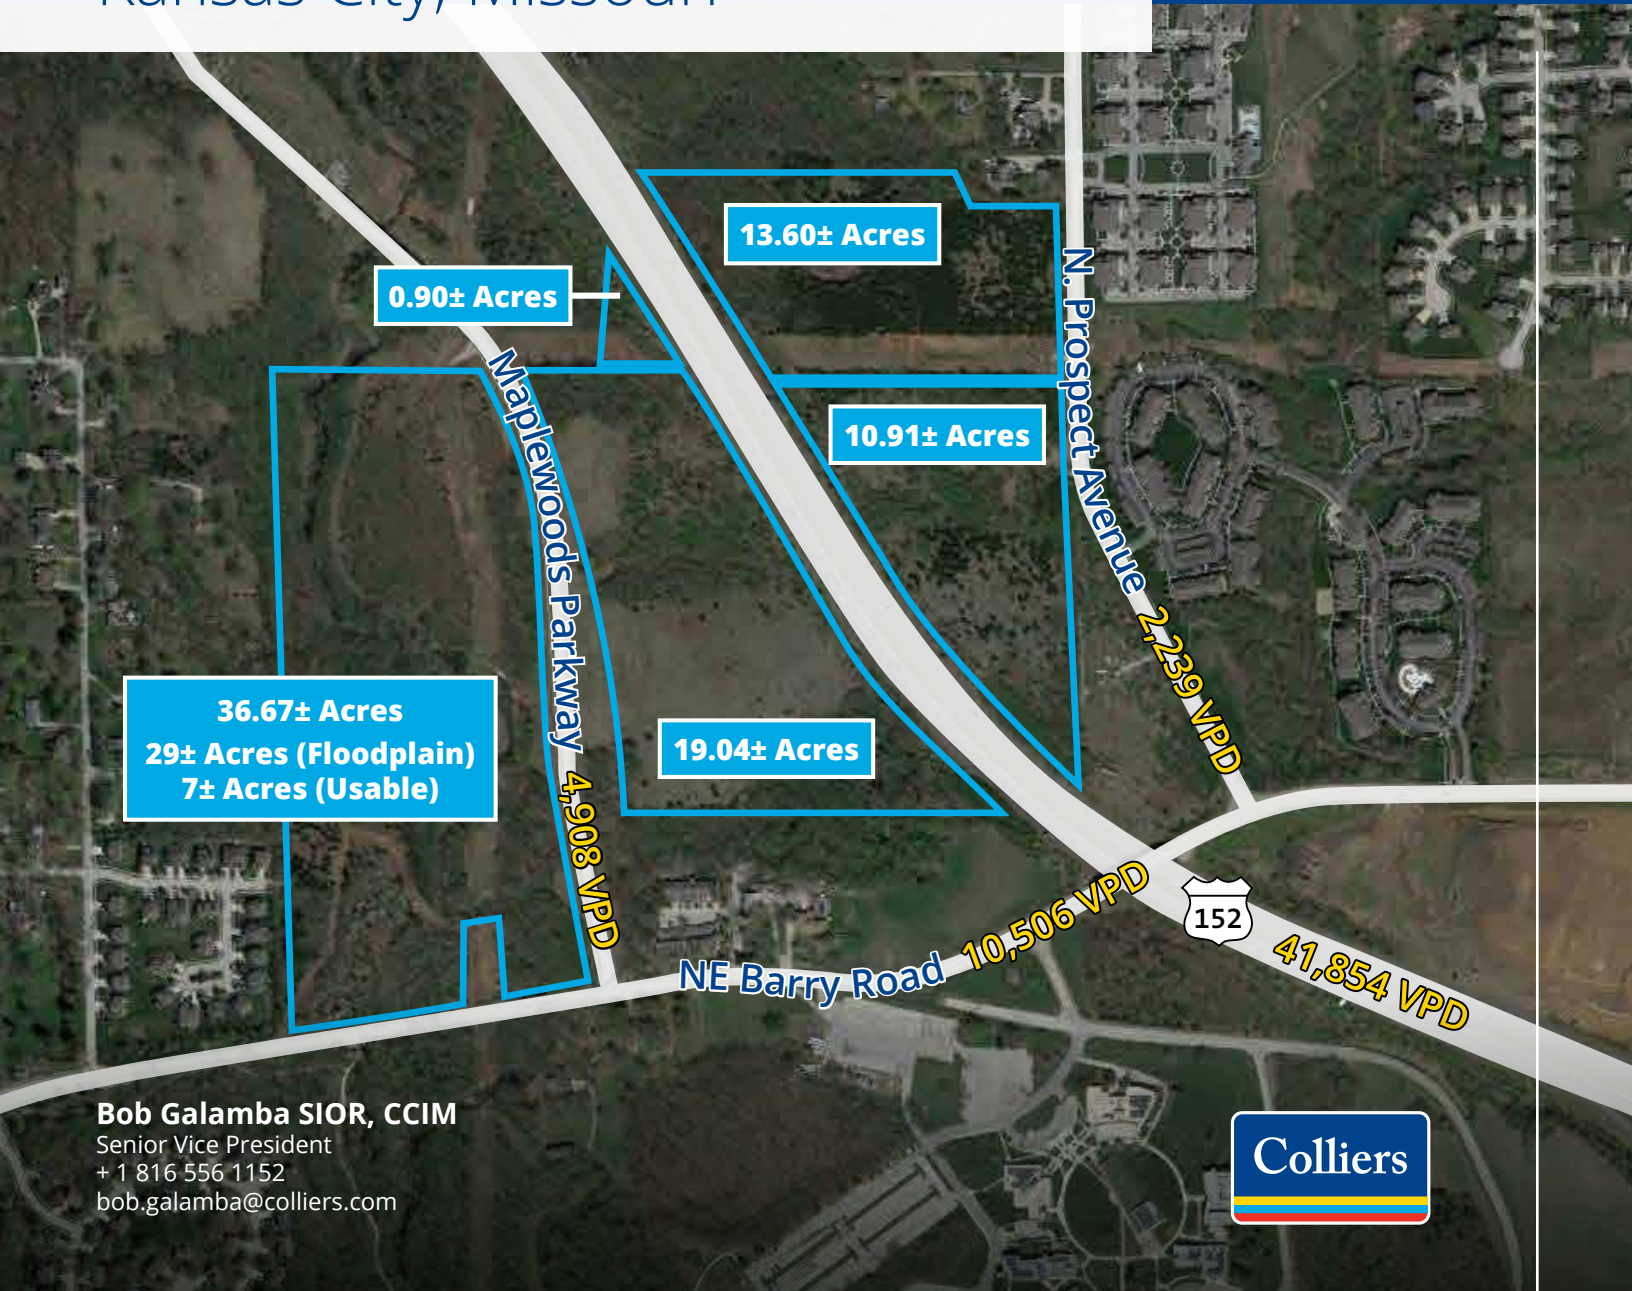 Kansas City, Missouri
13.60± Acres
0.90± Acres
10.91± Acres
N. Prospect Avenue
2,239 VPD
Maplewoods Parkway
4,908 VPD
36.67± Acres
29± Acres (Floodplain)
7± Acres (Usable)
19.04± Acres
NE Barry Road
10,506 VPD
152
41,854 VPD
Bob Galamba SIOR, CCIM
Senior Vice President
+ 1 816 556 1152
bob.galamba@colliers.com
Colliers